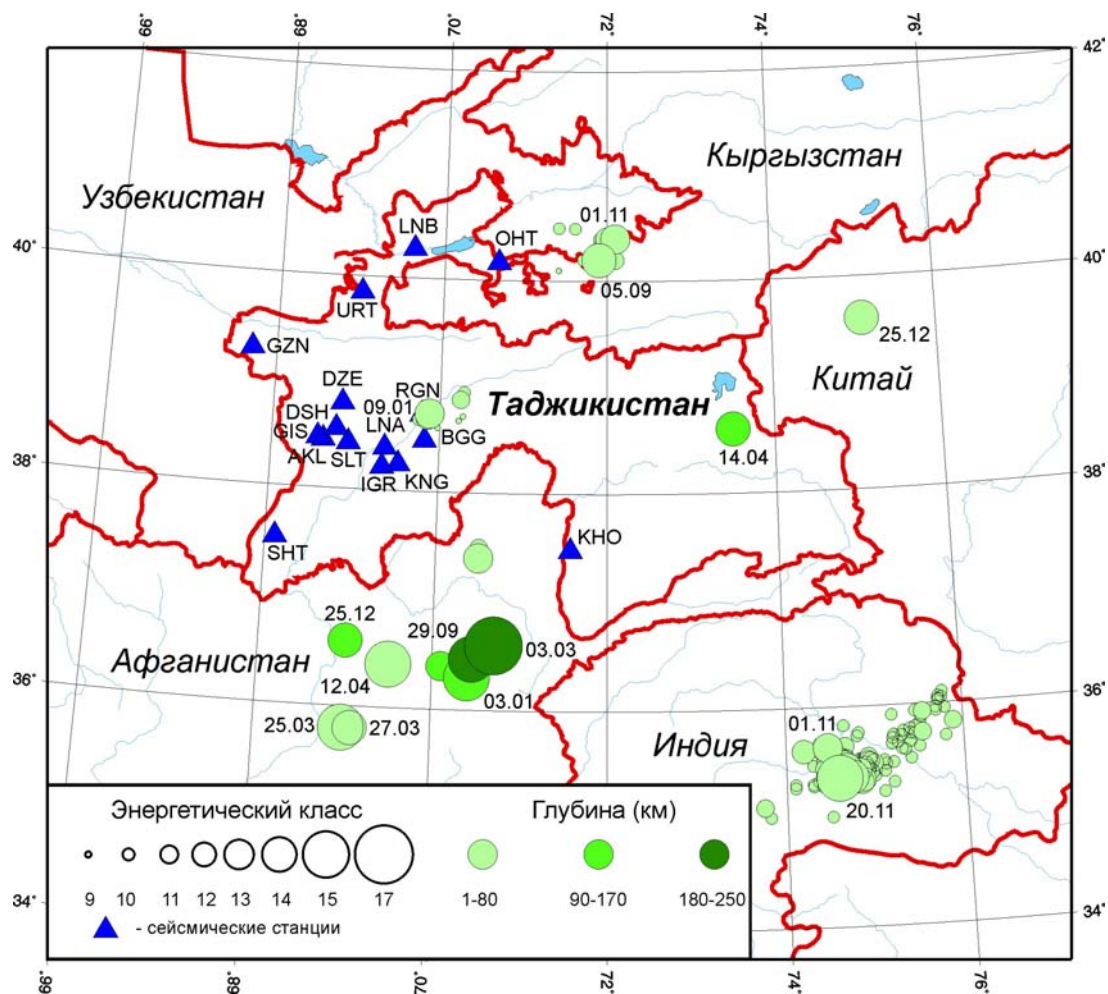 66° 68° 70° 72° 74° 76°
42° 42°
Кыргызстан
Узбекистан
01.11
LNB
OHT
40° 40°
05.09
URT
25.12
GZN
Китай
DZE
RGN
Таджикистан
09.01
DSH
LNA
GIS
BGG
14.04
AKL
SLT
38° 38°
IGR
KNG
KHO
SHT
25.12
29.09
03.03
Афганистан
12.04
03.01
36° 36°
25.03
27.03
01.11
Индия
20.11
Энергетический класс
Глубина (км)
9 10 11 12 13 14 15 17
1-80 90-170 180-250
- сейсмические станции
34° 34°
66° 68° 70° 72° 74° 76°